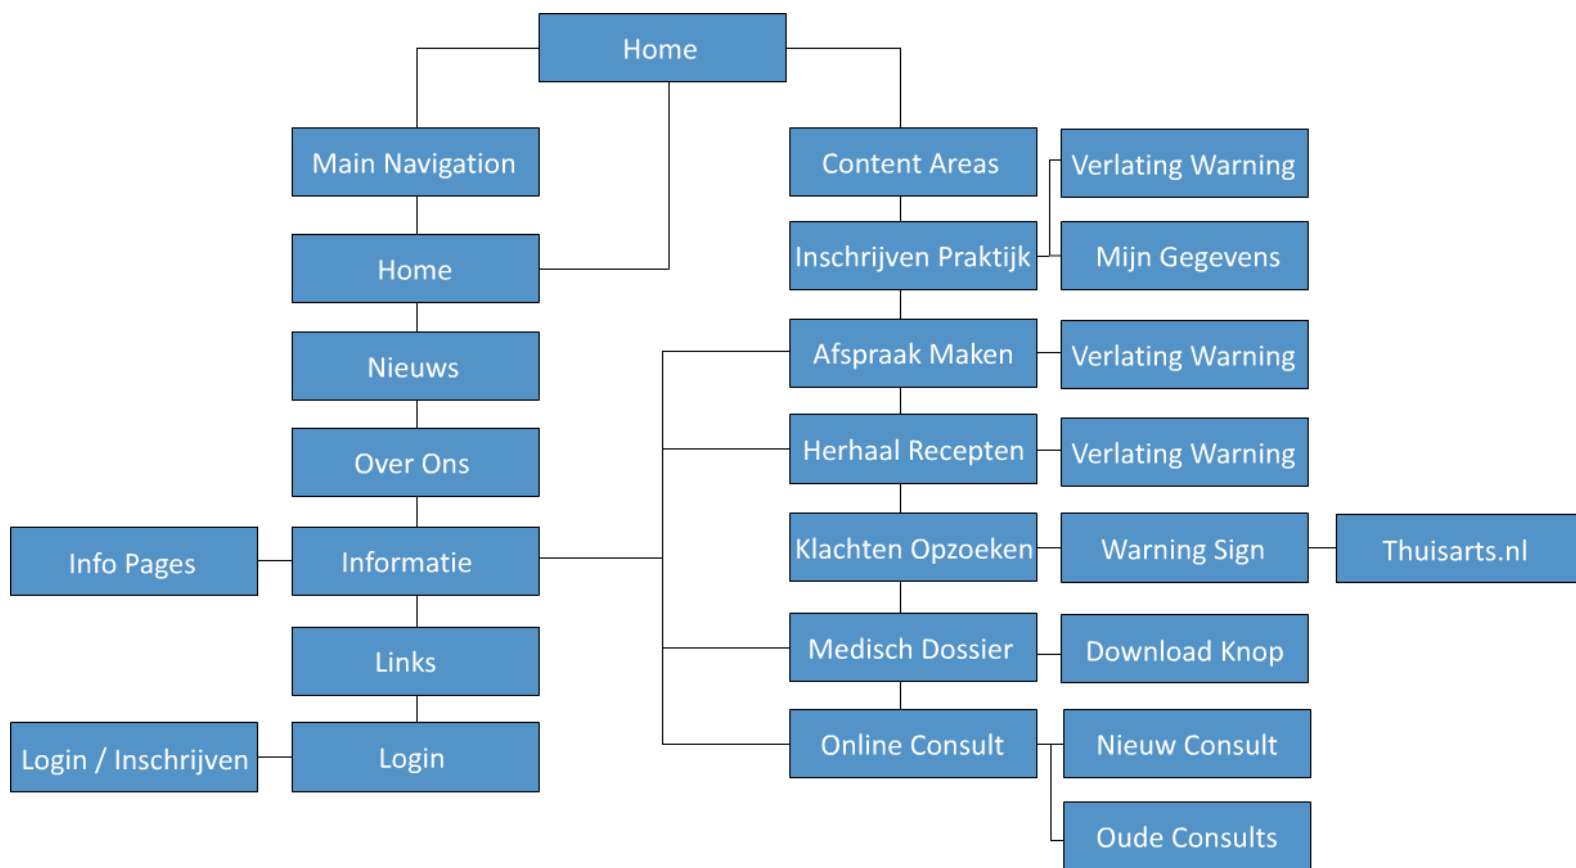 Home
Main Navigation
Content Areas
Verlating Warning
Home
Inschrijven Praktijk
Mijn Gegevens
Nieuws
Afspraak Maken
Verlating Warning
Over Ons
Herhaal Recepten
Verlating Warning
Info Pages
Informatie
Klachten Opzoeken
Warning Sign
Thuisarts.nl
Links
Medisch Dossier
Download Knop
Login / Inschrijven
Login
Online Consult
Nieuw Consult
Oude Consults